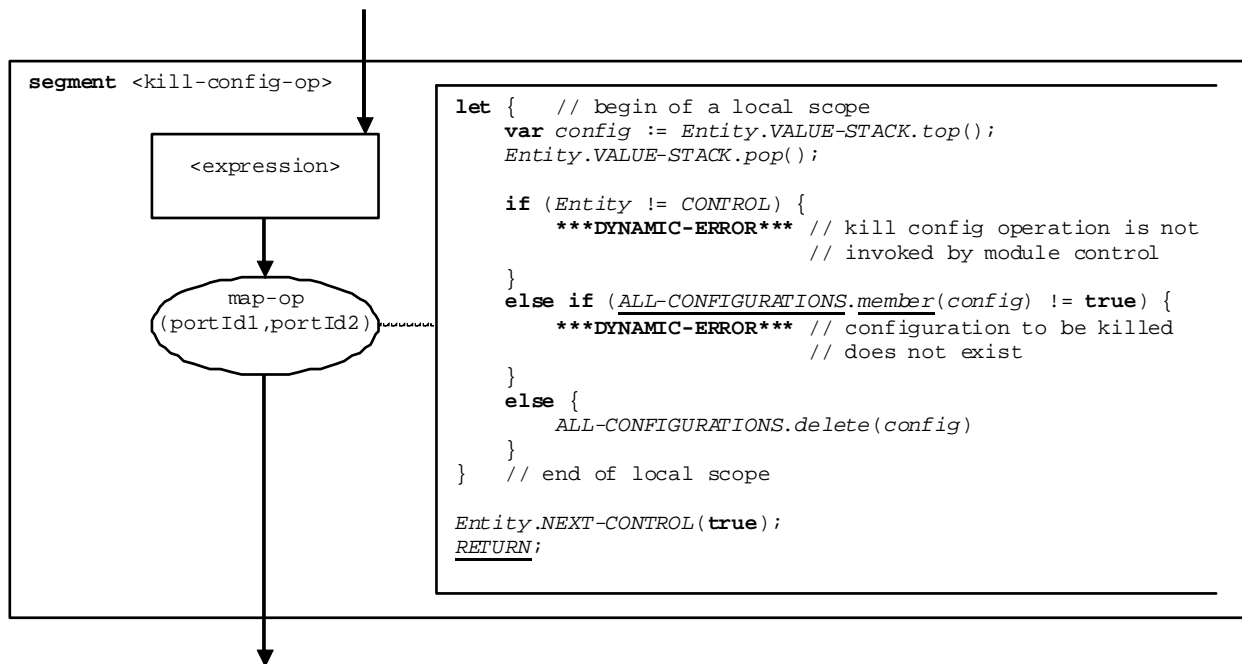 segment <kill-config-op>
<expression>
map-op
(portId1,portId2)
let {   // begin of a local scope
var config := Entity.VALUE-STACK.top();
Entity.VALUE-STACK.pop();
if (Entity != CONTROL) {
***DYNAMIC-ERROR*** // kill config operation is not
// invoked by module control
}
else if (ALL-CONFIGURATIONS.member(config) != true) {
***DYNAMIC-ERROR*** // configuration to be killed
// does not exist
}
else {
ALL-CONFIGURATIONS.delete(config)
}
}   // end of local scope
Entity.NEXT-CONTROL(true);
RETURN;